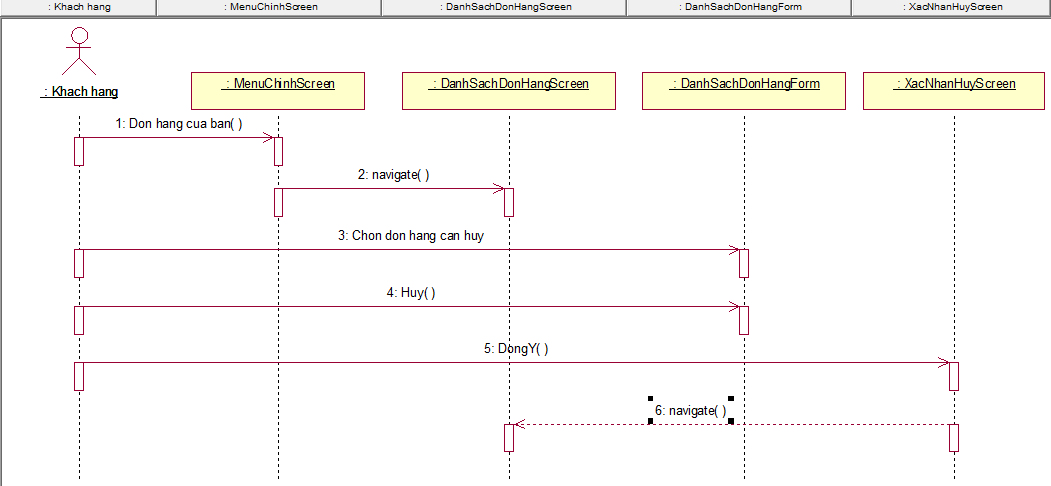 : Khach hang
: MenuChinhScreen
: DanhSachDonHangScreen
: DanhSachDonHangForm
: XacNhanHuyScreen
: Khach hang
: MenuChinhScreen
: DanhSachDonHangScreen
: DanhSachDonHangForm
: XacNhanHuyScreen
1: Don hang cua ban( )
2: navigate( )
3: Chon don hang can huy
4: Huy( )
5: DongY( )
6: navigate( )